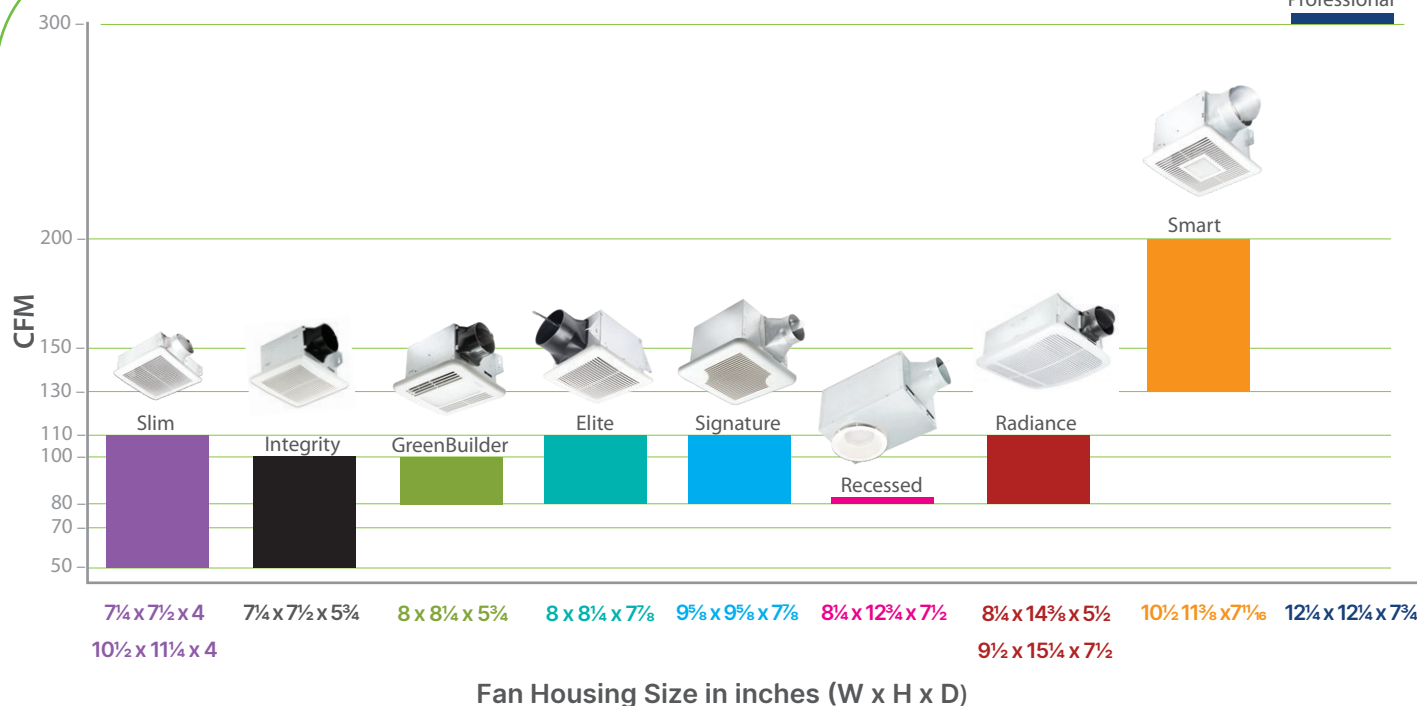 Professional
300
200
CFM
150
130
110
100
80
70
50
Smart
Slim
Integrity
GreenBuilder
Elite
Signature
Recessed
Radiance
7¼ x 7½ x 4
10½ x 11¼ x 4
7¼ x 7½ x 5¾
8 x 8¼ x 5¾
8 x 8¼ x 7⅞
9⅝ x 9⅝ x 7⅞
8¼ x 12¾ x 7½
8¼ x 14⅜ x 5½
9½ x 15¼ x 7½
10½ 11⅜ x7¹¹⁄₁₆
12¼ x 12¼ x 7¾
Fan Housing Size in inches (W x H x D)